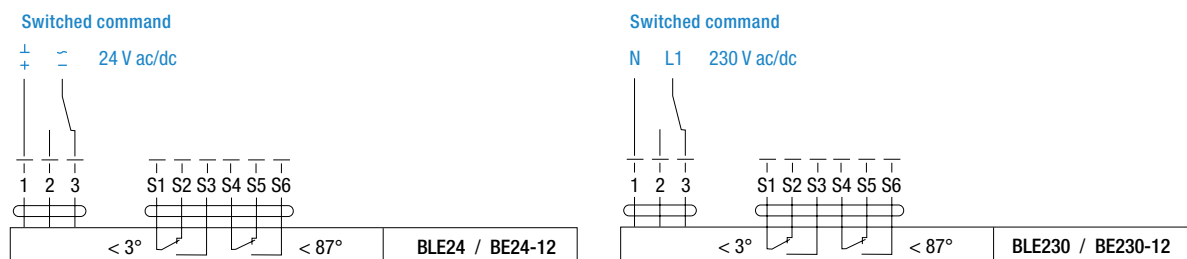 Switched command
⊥ ~
+ − 24 V ac/dc
1 2 3 S1 S2 S3 S4 S5 S6
< 3° < 87° BLE24 / BE24-12
Switched command
N L1 230 V ac/dc
1 2 3 S1 S2 S3 S4 S5 S6
< 3° < 87° BLE230 / BE230-12